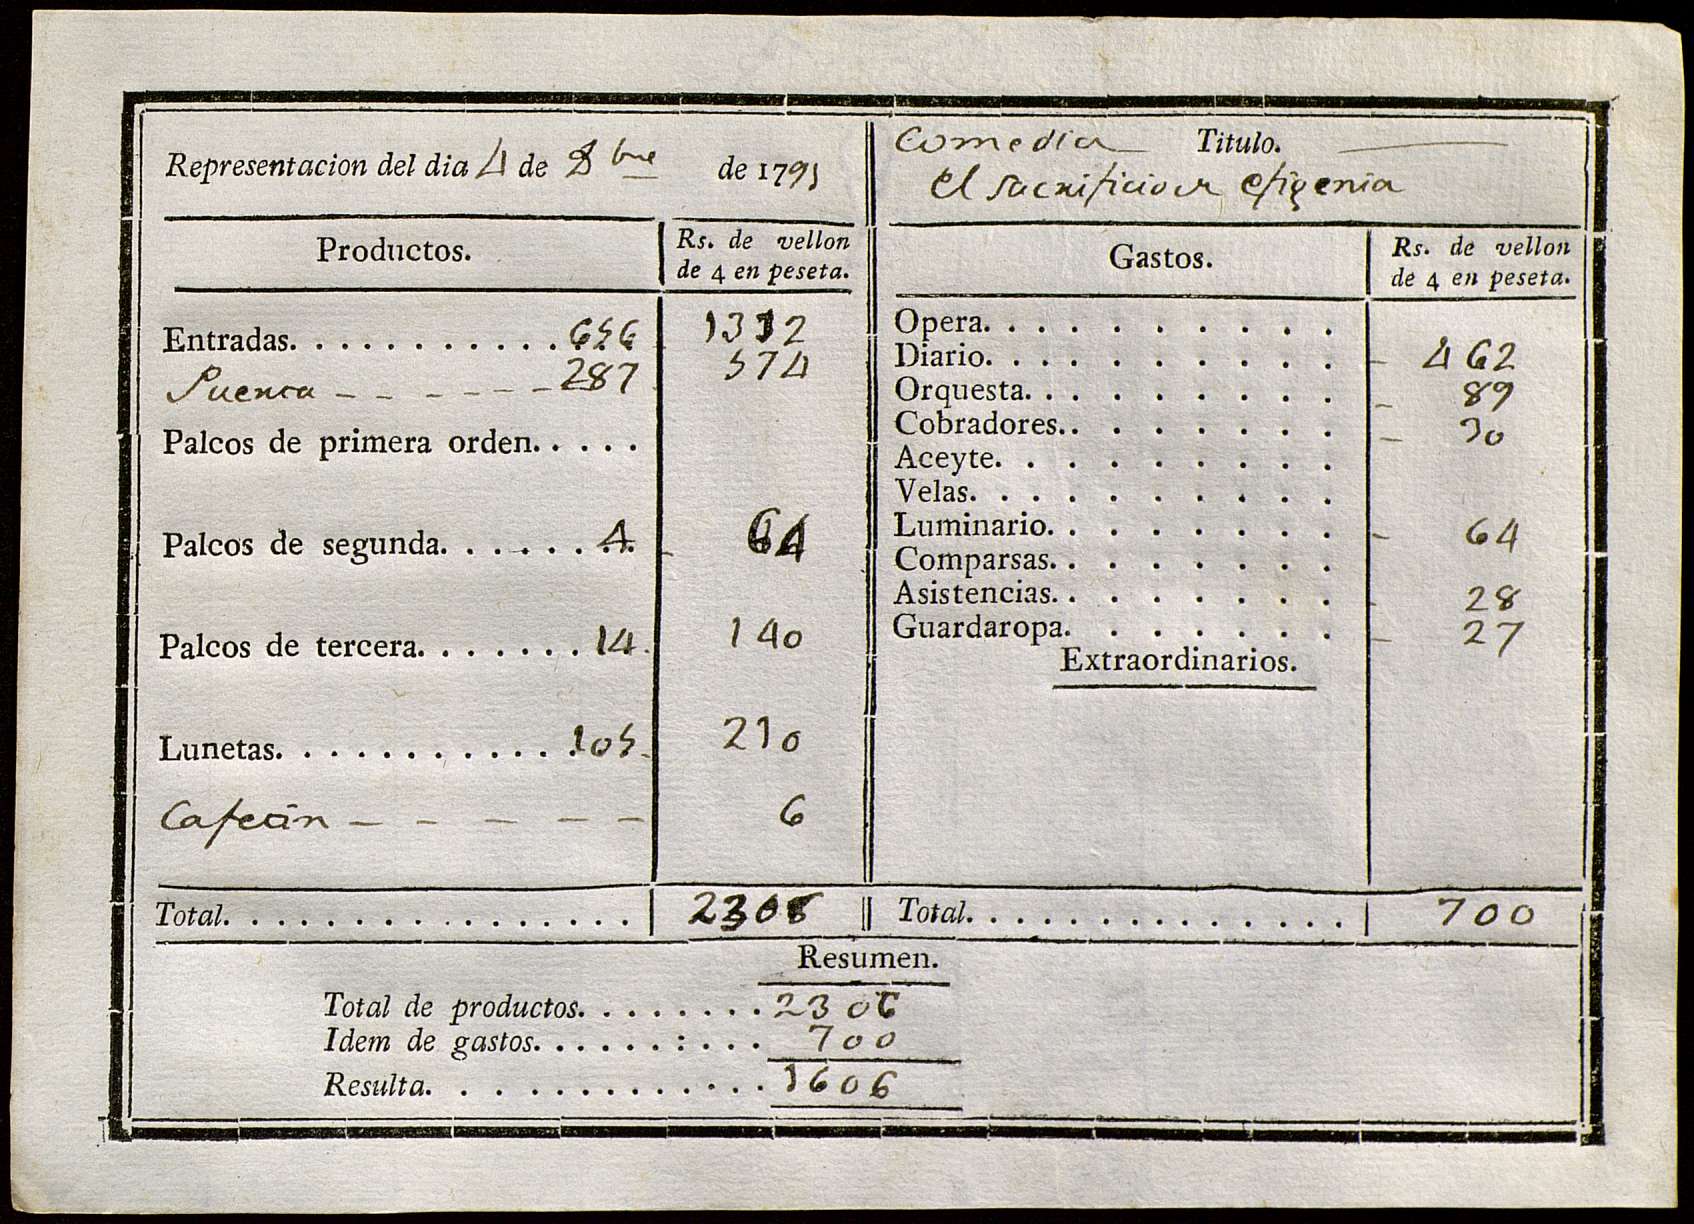 Representacion del dia 4 de 8bre de 1795
Comedia Titulo.
el sacrificio de efigenia
Productos. Rs. de vellon de 4 en peseta.
Entradas. . . . . . . . . . . . 656 1312
Puerta - - - - - - 287 574
Palcos de primera orden. . . . .
Palcos de segunda. . . . . . . 4 64
Palcos de tercera. . . . . . . 14. 140
Lunetas. . . . . . . . . . . . 105. 210
Cafetin - - - - - - 6
Total. . . . . . . . . . . . . . . . . 2306
Gastos. Rs. de vellon de 4 en peseta.
Opera. . . . . . . . . .
Diario. . . . . . . . . . - 462
Orquesta. . . . . . . . . - 89
Cobradores. . . . . . . . - 30
Aceyte. . . . . . . . . .
Velas. . . . . . . . . . .
Luminario. . . . . . . . - 64
Comparsas. . . . . . . .
Asistencias. . . . . . . . - 28
Guardaropa. . . . . . . - 27
Extraordinarios.
Total. . . . . . . . . . . . . . . 700
Resumen.
Total de productos. . . . . . . . 2306
Idem de gastos. . . . . . : . . . 700
Resulta. . . . . . . . . . . . . 1606